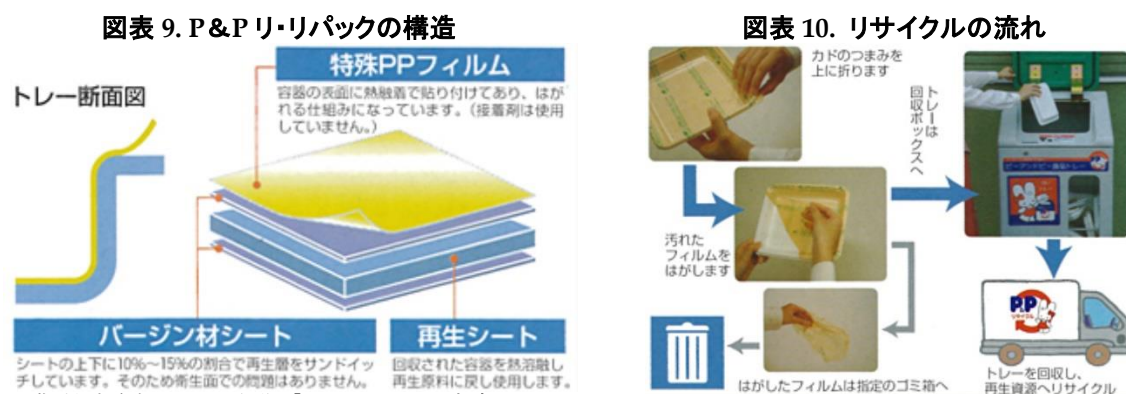 図表 9. P&Pリ・リパックの構造
トレー断面図
特殊PPフィルム
容器の表面に熱融着で貼り付けてあり、はが
れる仕組みになっています。(接着剤は使用
していません。)
バージン材シート
シートの上下に10%~15%の割合で再生層をサンドイッ
チしています。そのため衛生面での問題はありません。
再生シート
回収された容器を熱溶融し
再生原料に戻し使用します。
図表 10. リサイクルの流れ
カドのつまみを
上に折ります
トレーは
回収ボックスへ
汚れた
フィルムを
はがします
はがしたフィルムは指定のゴミ箱へ
P&P
リサイクル
トレーを回収し、
再生資源へリサイクル